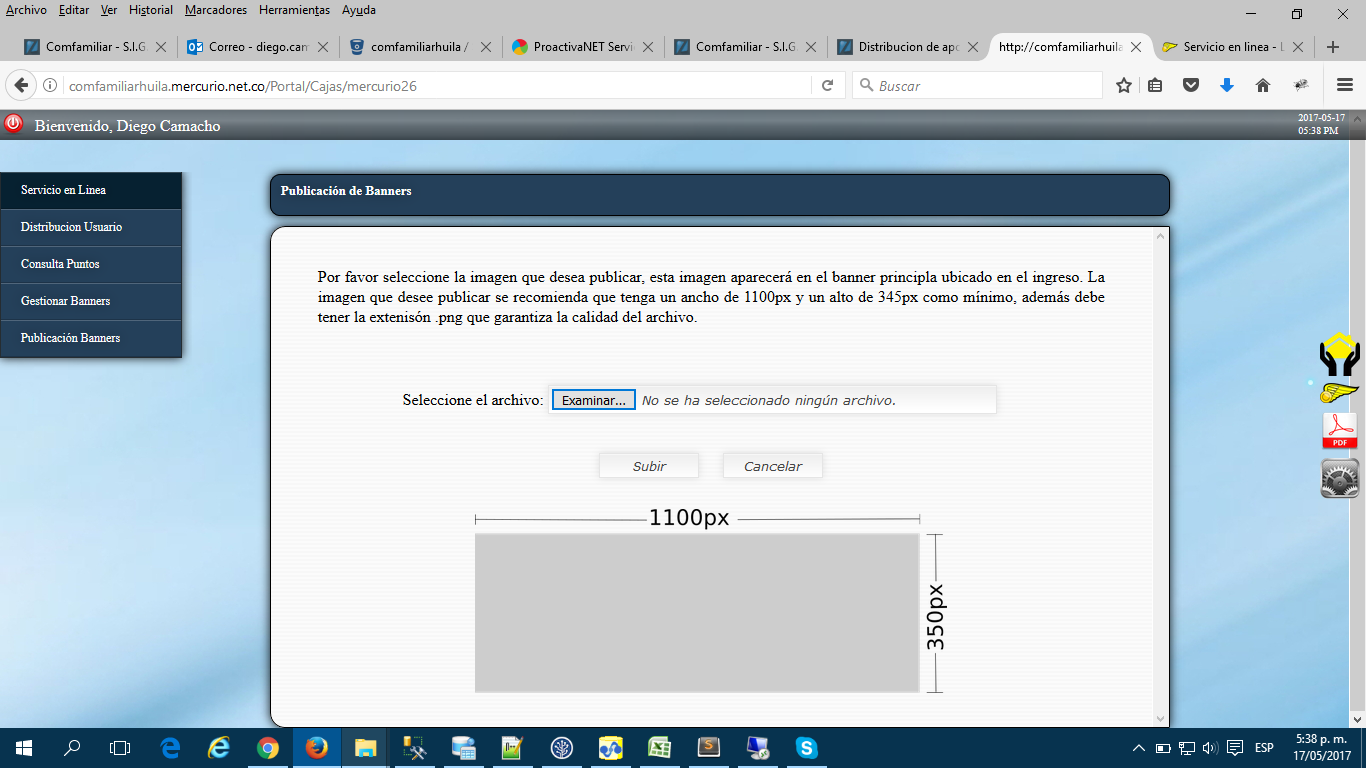 Archivo Editar Ver Historial Marcadores Herramientas Ayuda
Comfamiliar - S.I.G
Correo - diego.cam
comfamiliarhuila /
ProactivaNET Servi
Comfamiliar - S.I.G
Distribucion de apo
http://comfamiliarhuila
Servicio en linea - L
comfamiliarhuila.mercurio.net.co/Portal/Cajas/mercurio26
Buscar
Bienvenido, Diego Camacho
2017-05-17
05:38 PM
Servicio en Linea
Distribucion Usuario
Consulta Puntos
Gestionar Banners
Publicación Banners
Publicación de Banners
Por favor seleccione la imagen que desea publicar, esta imagen aparecerá en el banner principla ubicado en el ingreso. La
imagen que desee publicar se recomienda que tenga un ancho de 1100px y un alto de 345px como mínimo, además debe
tener la extenisón .png que garantiza la calidad del archivo.
Seleccione el archivo: Examinar... No se ha seleccionado ningún archivo.
Subir Cancelar
1100px
350px
PDF
ESP
5:38 p. m.
17/05/2017